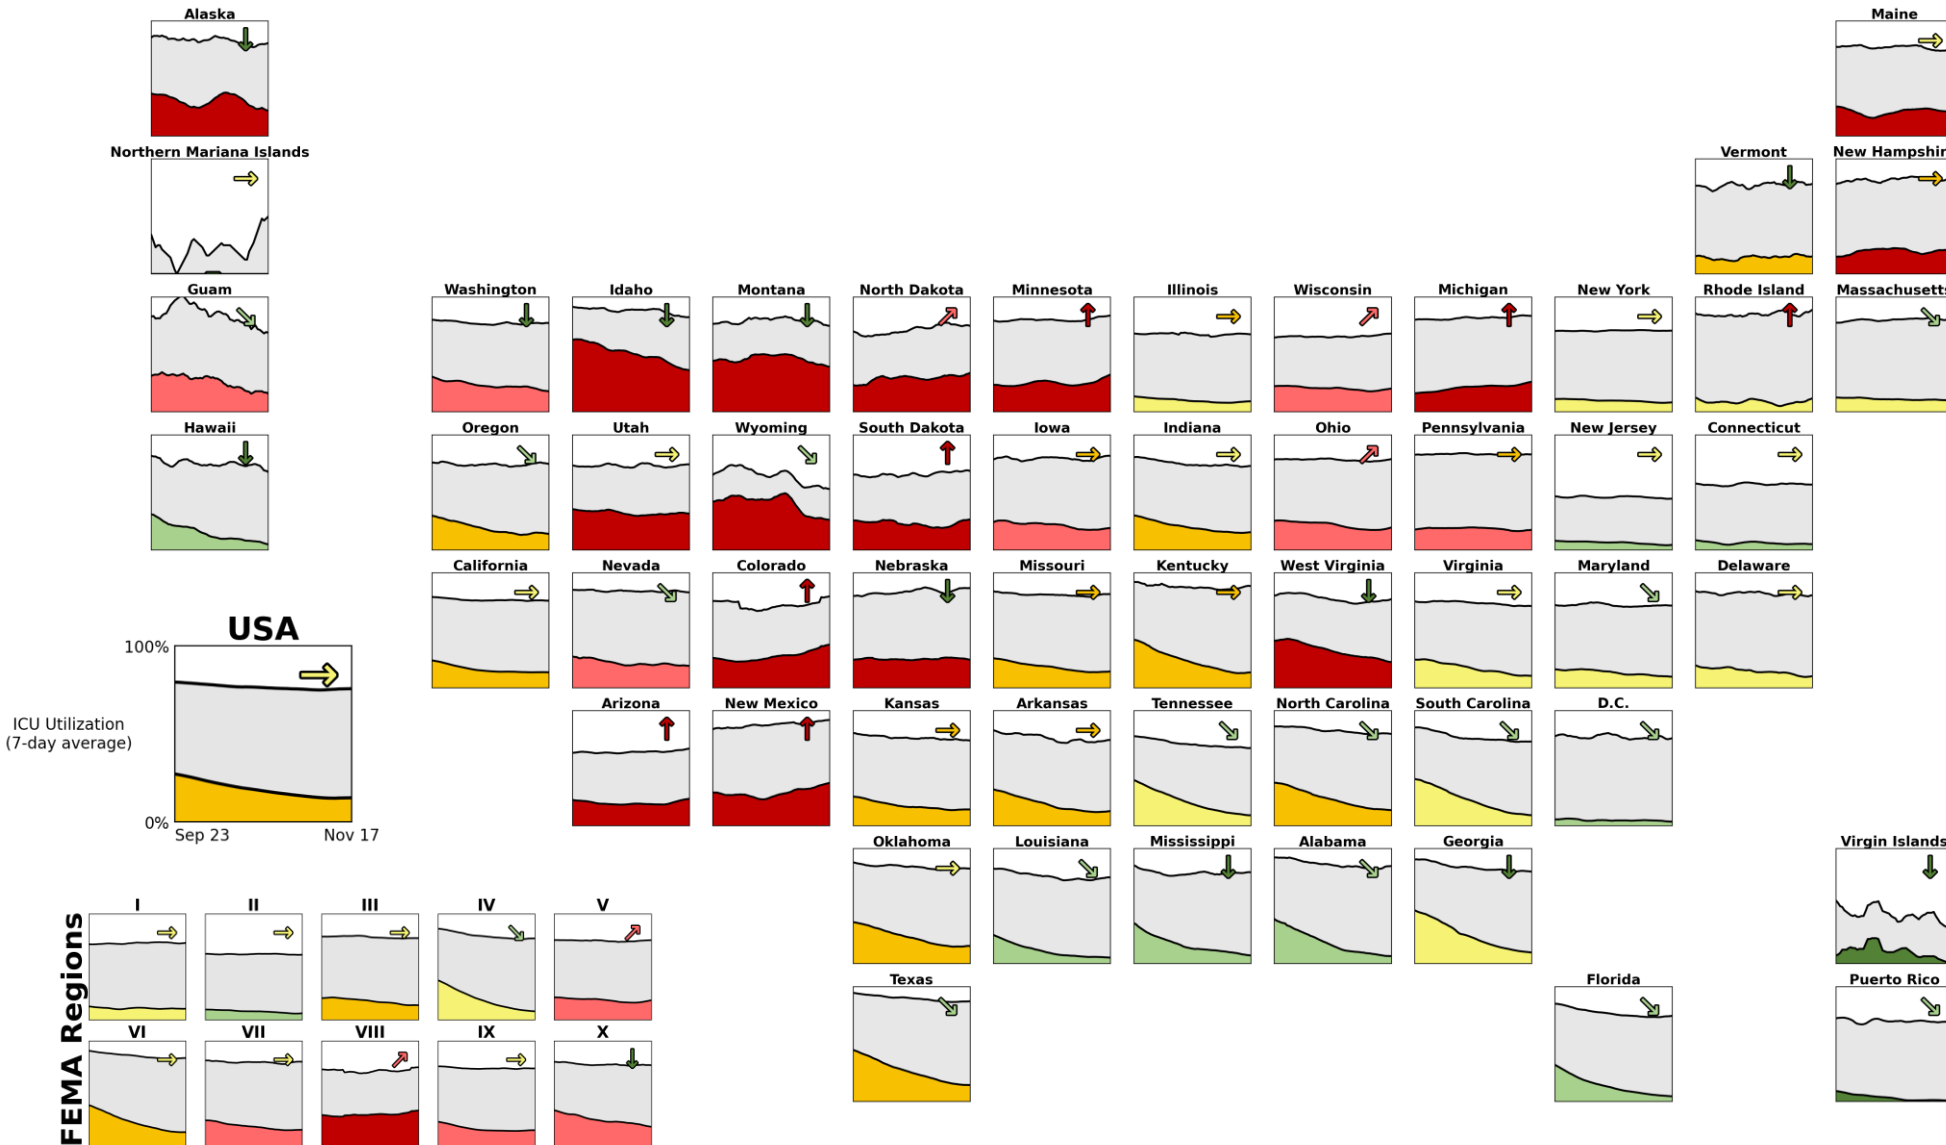 Alaska Maine
Northern Mariana Islands Vermont New Hampshir
Guam Washington Idaho Montana North Dakota Minnesota Illinois Wisconsin Michigan New York Rhode Island Massachusetts
Hawaii Oregon Utah Wyoming South Dakota Iowa Indiana Ohio Pennsylvania New Jersey Connecticut
California Nevada Colorado Nebraska Missouri Kentucky West Virginia Virginia Maryland Delaware
USA
100%
ICU Utilization
(7-day average)
0%
Sep 23 Nov 17
Arizona New Mexico Kansas Arkansas Tennessee North Carolina South Carolina D.C.
Oklahoma Louisiana Mississippi Alabama Georgia Virgin Islands
Texas Florida Puerto Rico
FEMA Regions
I II III IV V
VI VII VIII IX X